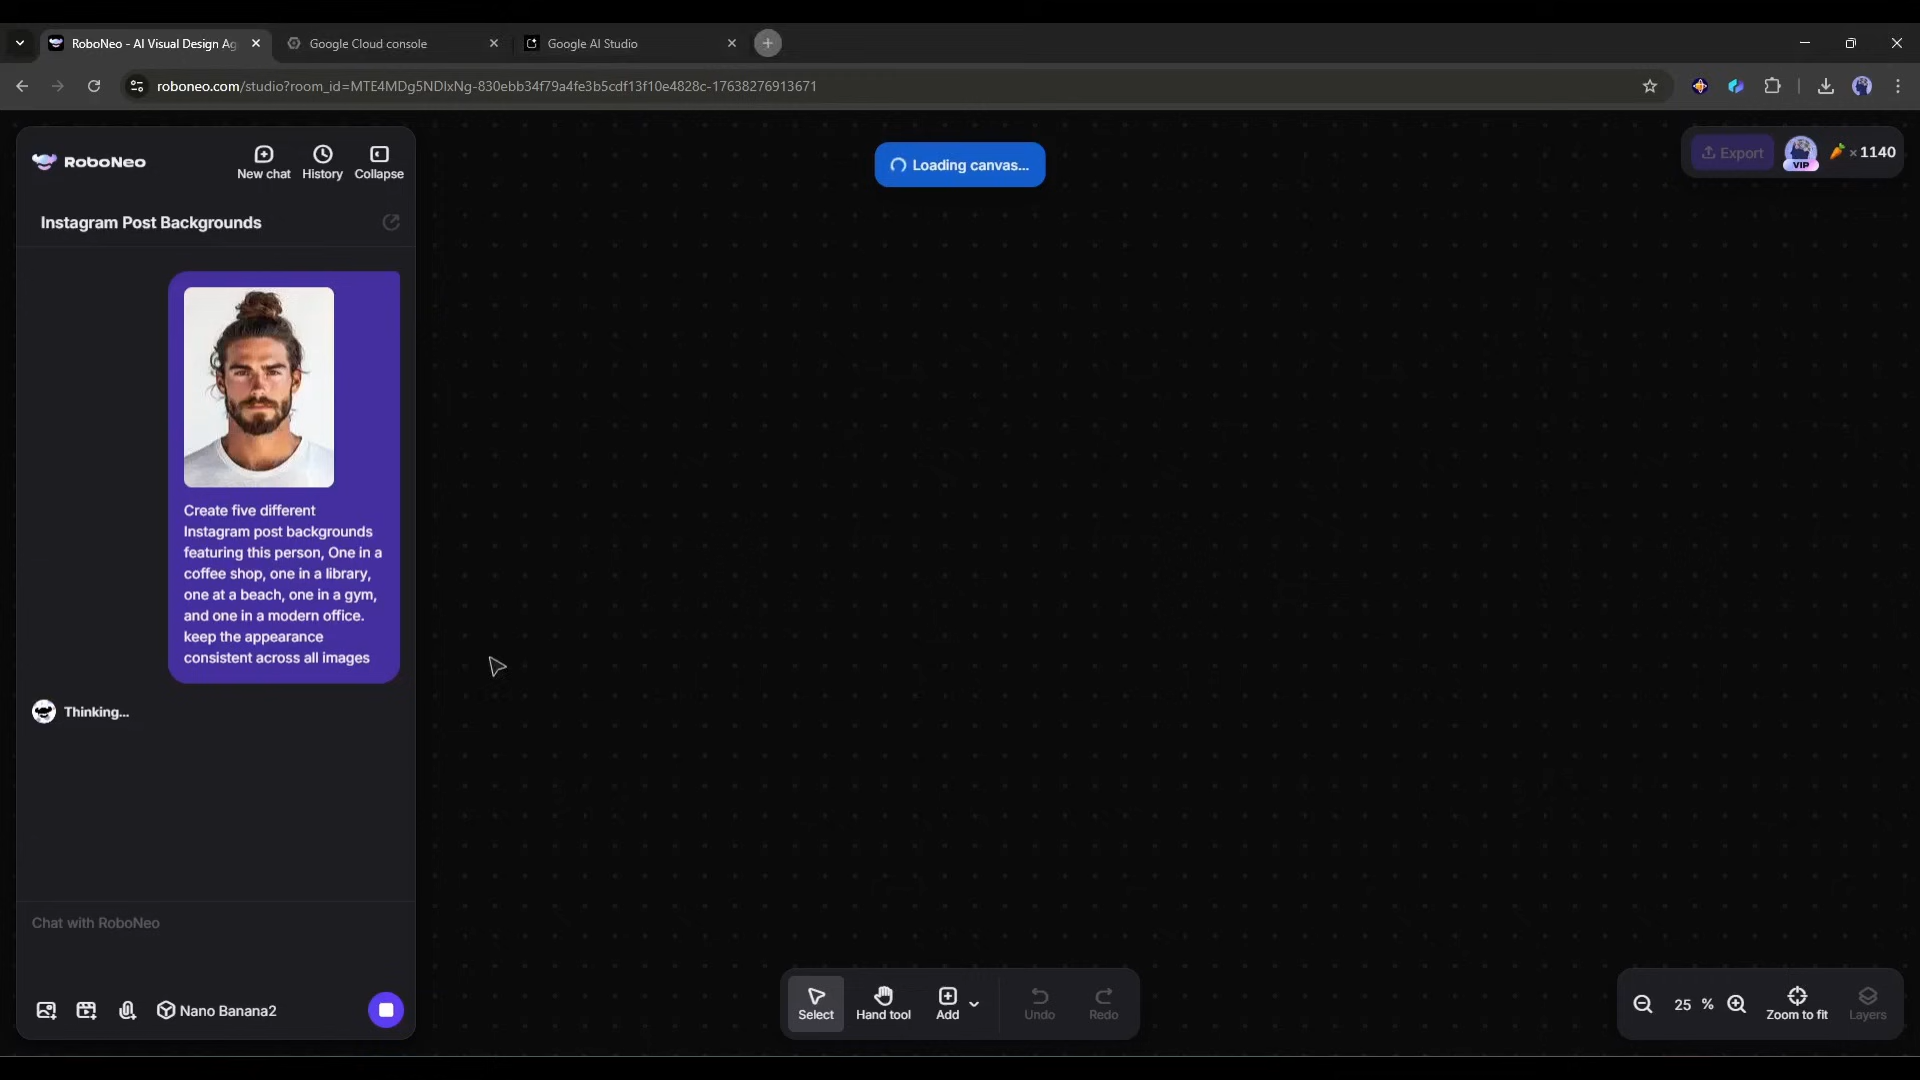 RoboNeo - AI Visual Design Ag
Google Cloud console
Google AI Studio
roboneo.com/studio?room_id=MTE4MDg5NDIxNg-830ebb34f79a4fe3b5cdf13f10e4828c-17638276913671
RoboNeo
New chat
History
Collapse
Loading canvas...
Export
VIP
× 1140
Instagram Post Backgrounds
Create five different
Instagram post backgrounds
featuring this person, One in a
coffee shop, one in a library,
one at a beach, one in a gym,
and one in a modern office.
keep the appearance
consistent across all images
Thinking...
Chat with RoboNeo
Nano Banana2
Select
Hand tool
Add
Undo
Redo
25 %
Zoom to fit
Layers